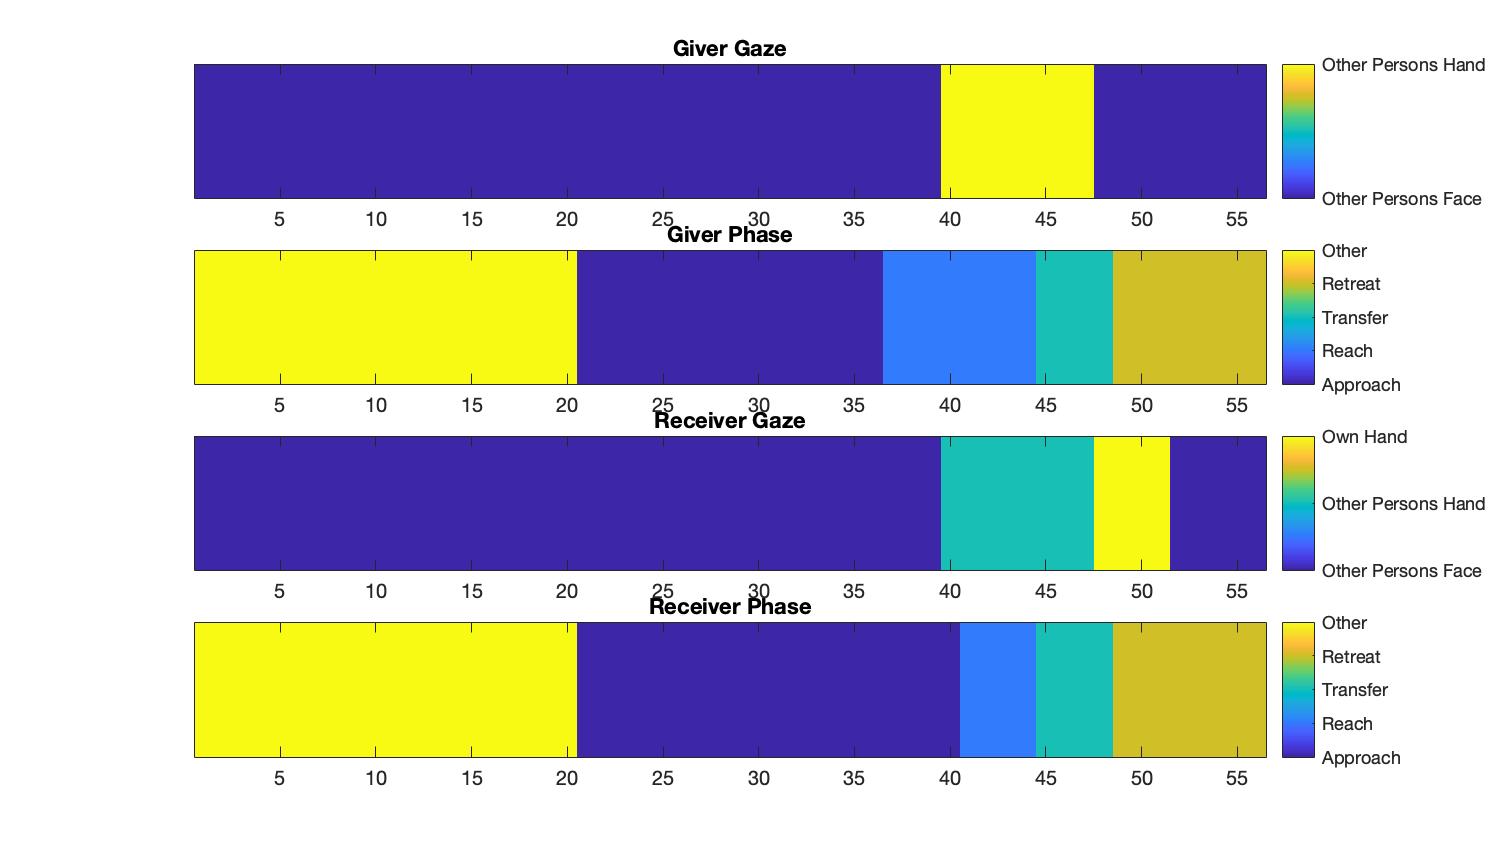 Giver Gaze
Other Persons Hand
Other Persons Face
5 10 15 20 25 30 35 40 45 50 55
Giver Phase
Other
Retreat
Transfer
Reach
Approach
5 10 15 20 25 30 35 40 45 50 55
Receiver Gaze
Own Hand
Other Persons Hand
Other Persons Face
5 10 15 20 25 30 35 40 45 50 55
Receiver Phase
Other
Retreat
Transfer
Reach
Approach
5 10 15 20 25 30 35 40 45 50 55